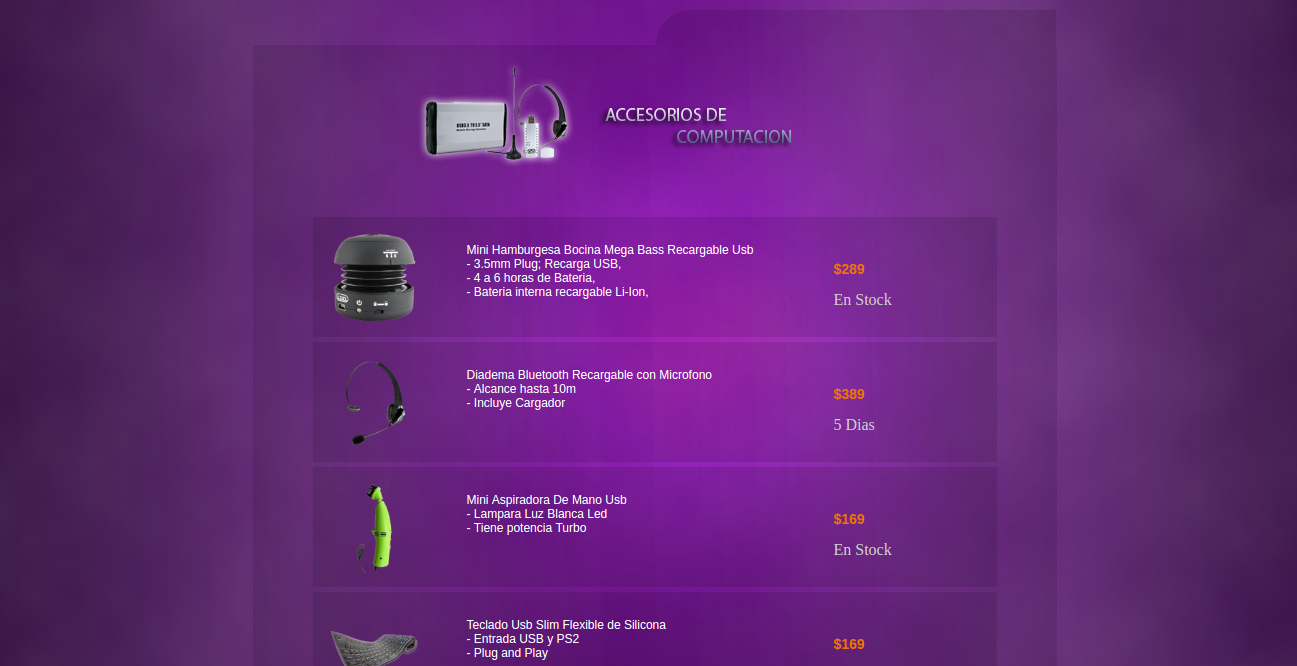 ACCESORIOS DE
COMPUTACION
Mini Hamburgesa Bocina Mega Bass Recargable Usb
- 3.5mm Plug; Recarga USB,
- 4 a 6 horas de Bateria,
- Bateria interna recargable Li-Ion,
$289
En Stock
Diadema Bluetooth Recargable con Microfono
- Alcance hasta 10m
- Incluye Cargador
$389
5 Dias
Mini Aspiradora De Mano Usb
- Lampara Luz Blanca Led
- Tiene potencia Turbo
$169
En Stock
Teclado Usb Slim Flexible de Silicona
- Entrada USB y PS2
- Plug and Play
$169